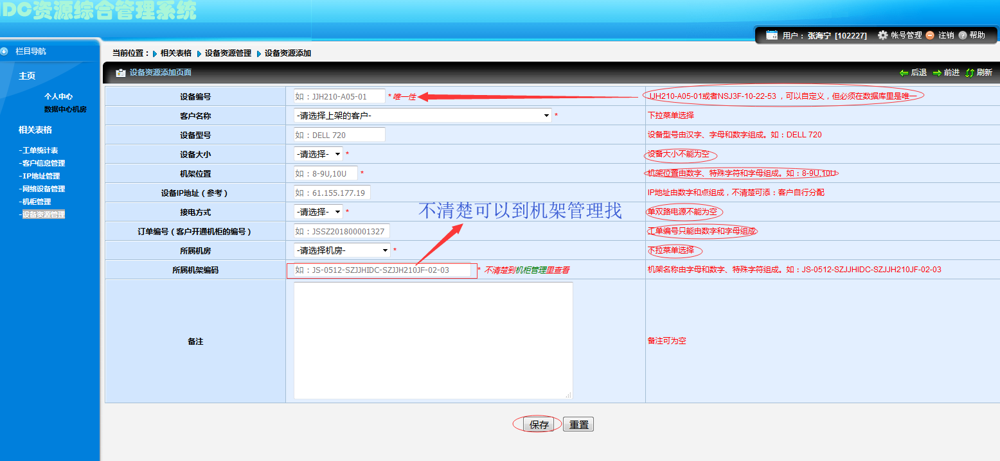 IDC资源综合管理系统
用户：张海宁 [102227] 帐号管理 注销 帮助
栏目导航
主页
个人中心
数据中心机房
相关表格
-工单统计表
-客户信息管理
-IP地址管理
-网络设备管理
-机柜管理
-设备资源管理
当前位置： 相关表格 设备资源管理 设备资源添加
设备资源添加页面 后退 前进 刷新
设备编号 如：JJH210-A05-01 * 唯一性 JJH210-A05-01或者NSJ3F-10-22-53 ，可以自定义，但必须在数据库里是唯一
客户名称 -请选择上架的客户- * 下拉菜单选择
设备型号 如：DELL 720 设备型号由汉字、字母和数字组成。如：DELL 720
设备大小 -请选择- * 设备大小不能为空
机架位置 如：8-9U,10U * 机架位置由数字、特殊字符和字母组成。如：8-9U,10U
设备IP地址（参考） 如：61.155.177.19 IP地址由数字和点组成，不清楚可添：客户自行分配
接电方式 -请选择- * 单双路电源不能为空
不清楚可以到机架管理找
订单编号（客户开通机柜的编号） 如：JSSZ201800001327 工单编号只能由数字和字母组成
所属机房 -请选择机房- * 下拉菜单选择
所属机架编码 如：JS-0512-SZJJHIDC-SZJJH210JF-02-03 * 不清楚到机柜管理里查看 机架名称由字母和数字、特殊字符组成。如：JS-0512-SZJJHIDC-SZJJH210JF-02-03
备注 备注可为空
保存 重置